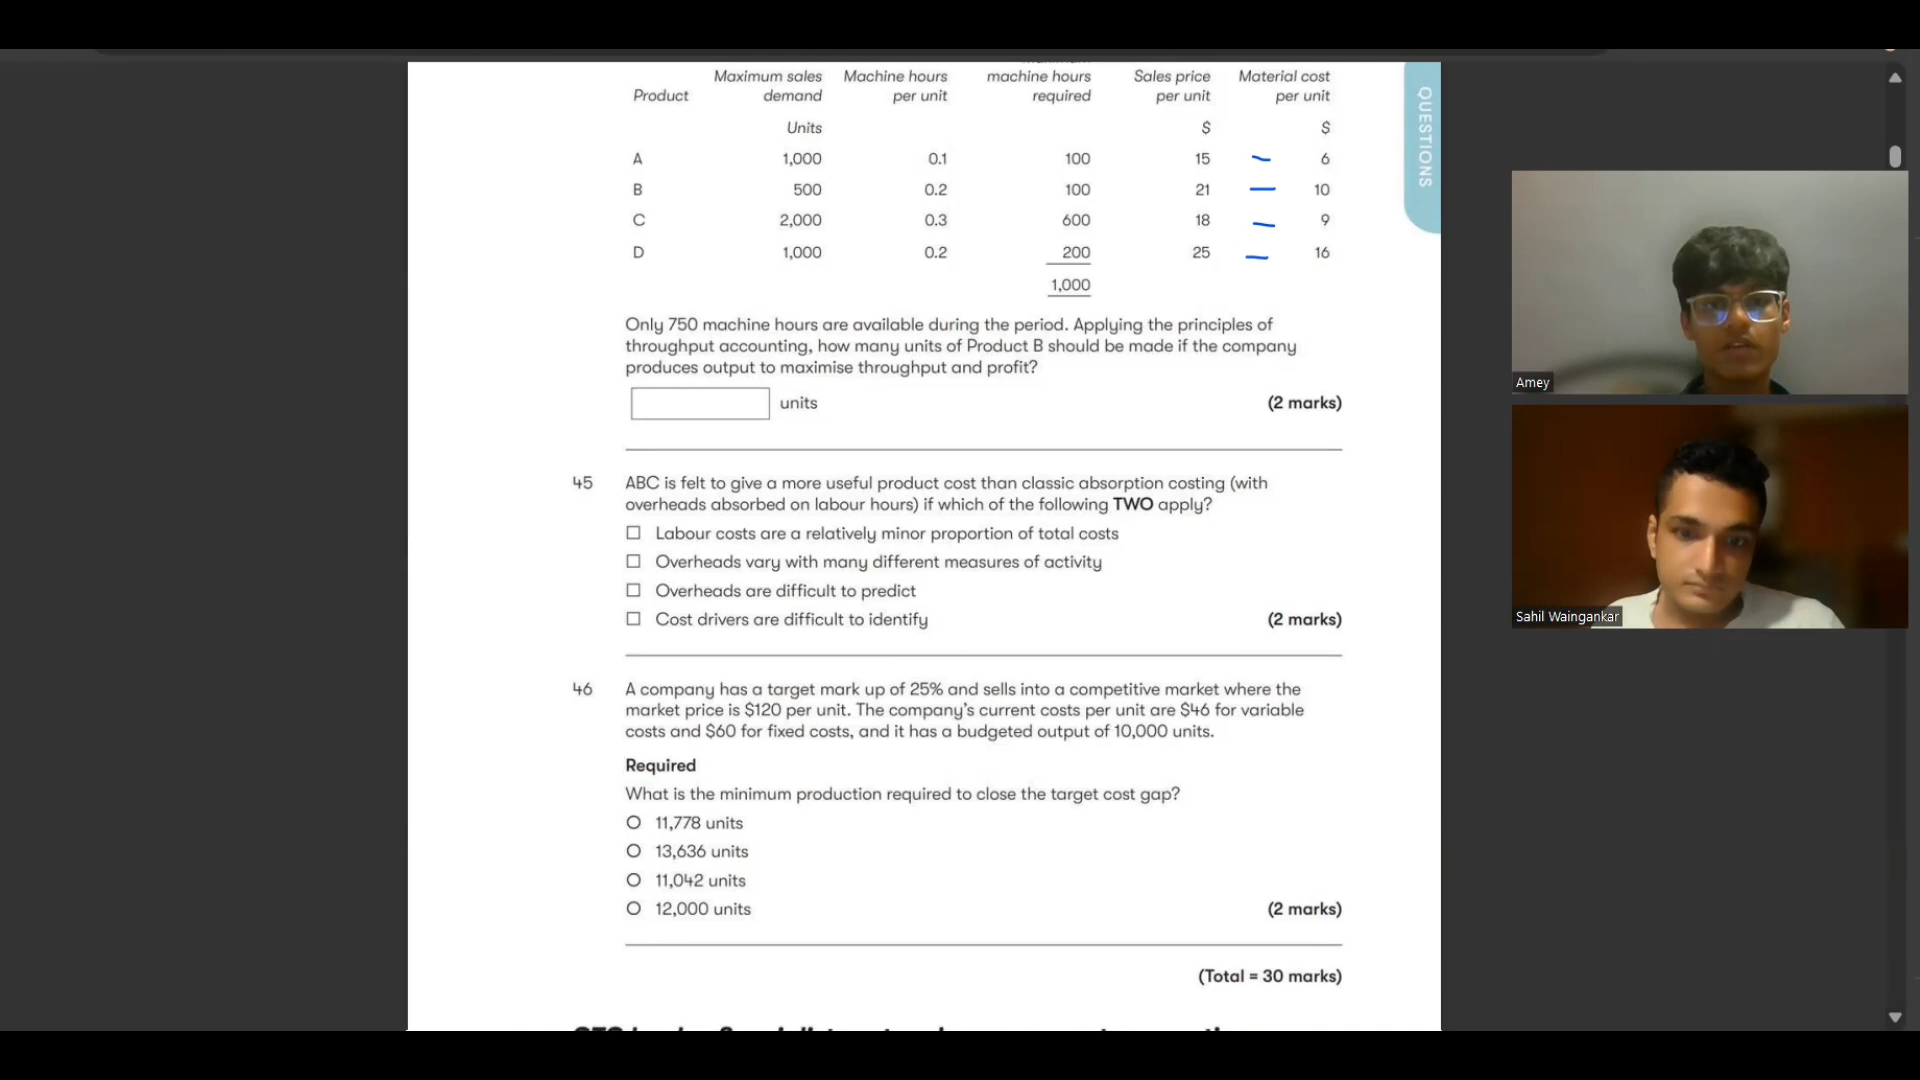 Maximum sales Machine hours machine hours Sales price Material cost
Product demand per unit required per unit per unit
Units $ $
A 1,000 0.1 100 15 6
B 500 0.2 100 21 10
C 2,000 0.3 600 18 9
D 1,000 0.2 200 25 16
1,000
QUESTIONS
Only 750 machine hours are available during the period. Applying the principles of
throughput accounting, how many units of Product B should be made if the company
produces output to maximise throughput and profit?
units (2 marks)
45 ABC is felt to give a more useful product cost than classic absorption costing (with
overheads absorbed on labour hours) if which of the following TWO apply?
Labour costs are a relatively minor proportion of total costs
Overheads vary with many different measures of activity
Overheads are difficult to predict
Cost drivers are difficult to identify (2 marks)
46 A company has a target mark up of 25% and sells into a competitive market where the
market price is $120 per unit. The company's current costs per unit are $46 for variable
costs and $60 for fixed costs, and it has a budgeted output of 10,000 units.
Required
What is the minimum production required to close the target cost gap?
11,778 units
13,636 units
11,042 units
12,000 units (2 marks)
(Total = 30 marks)
Amey
Sahil Waingankar